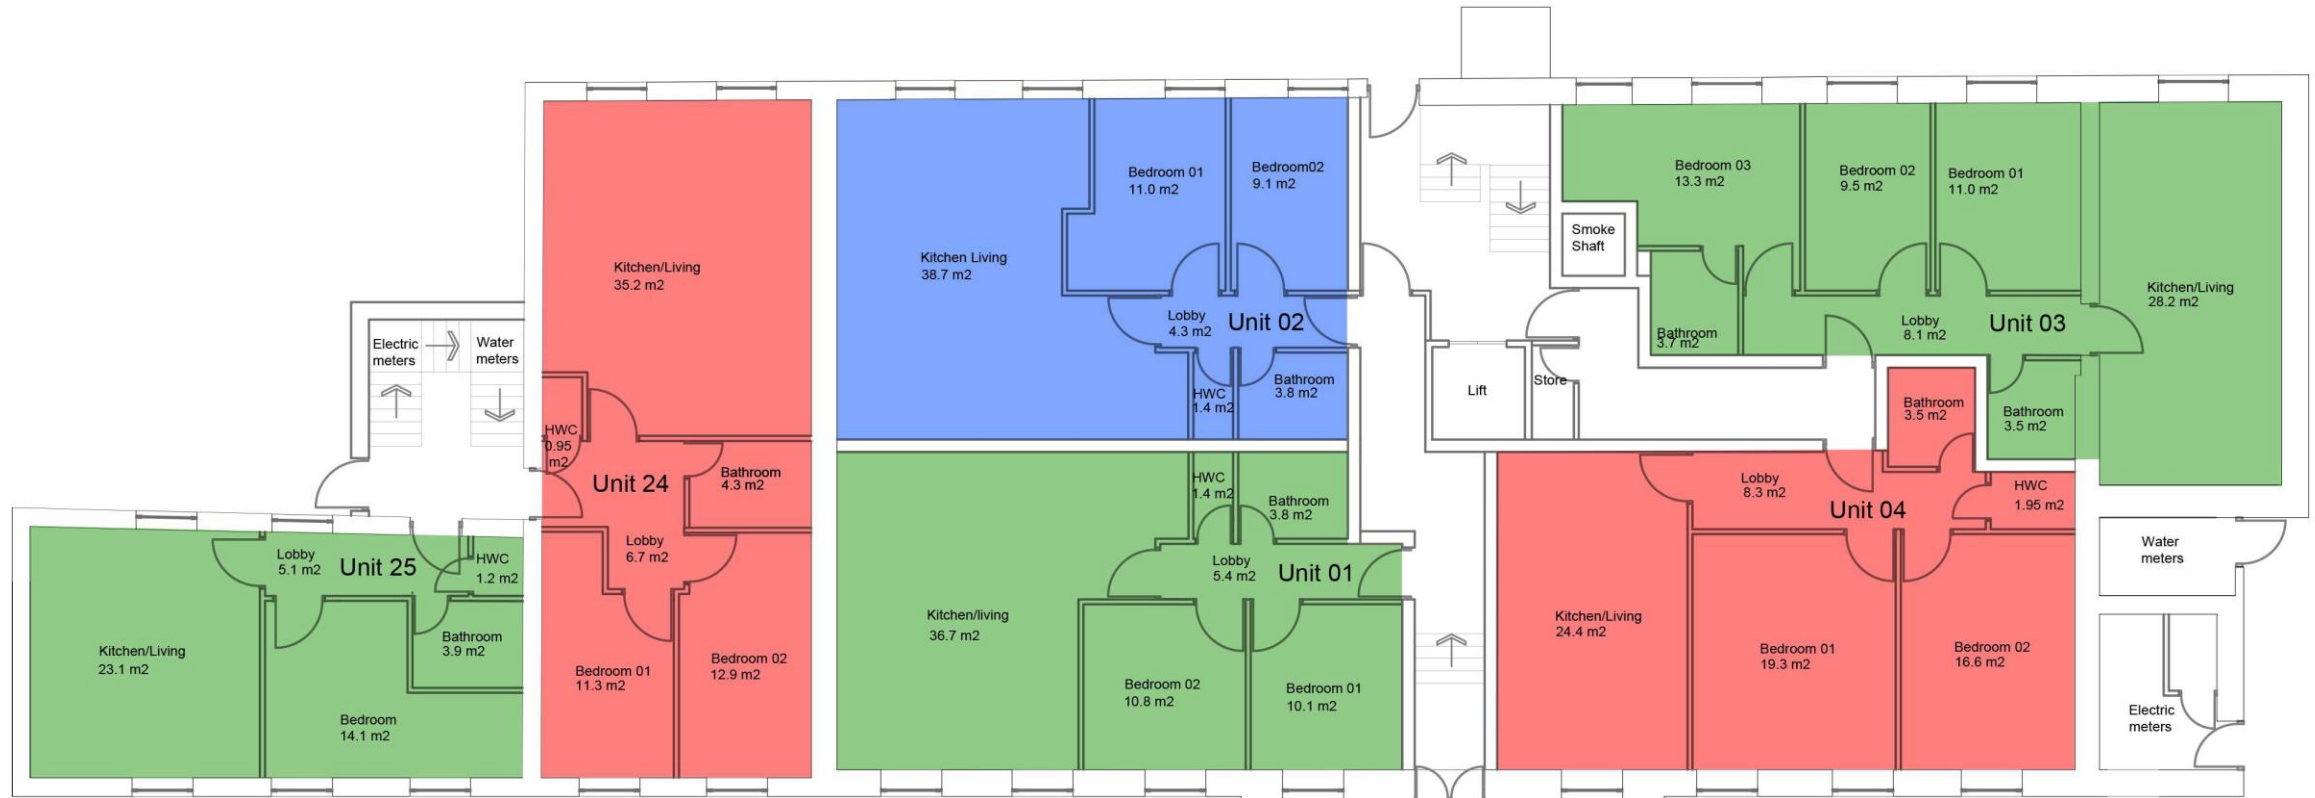 Electric
meters
Water
meters
Kitchen/Living
35.2 m2
HWC
0.95
m2
Unit 24
Bathroom
4.3 m2
Lobby
6.7 m2
Bedroom 01
11.3 m2
Bedroom 02
12.9 m2
Lobby
5.1 m2
Unit 25
HWC
1.2 m2
Kitchen/Living
23.1 m2
Bathroom
3.9 m2
Bedroom
14.1 m2
Bedroom 01
11.0 m2
Bedroom02
9.1 m2
Kitchen Living
38.7 m2
Lobby
4.3 m2
Unit 02
HWC
1.4 m2
Bathroom
3.8 m2
HWC
1.4 m2
Bathroom
3.8 m2
Lobby
5.4 m2
Unit 01
Kitchen/living
36.7 m2
Bedroom 02
10.8 m2
Bedroom 01
10.1 m2
Smoke
Shaft
Lift
Store
Bedroom 03
13.3 m2
Bedroom 02
9.5 m2
Bedroom 01
11.0 m2
Kitchen/Living
28.2 m2
Bathroom
3.7 m2
Lobby
8.1 m2
Unit 03
Bathroom
3.5 m2
Bathroom
3.5 m2
Lobby
8.3 m2
Unit 04
HWC
1.95 m2
Kitchen/Living
24.4 m2
Bedroom 01
19.3 m2
Bedroom 02
16.6 m2
Water
meters
Electric
meters